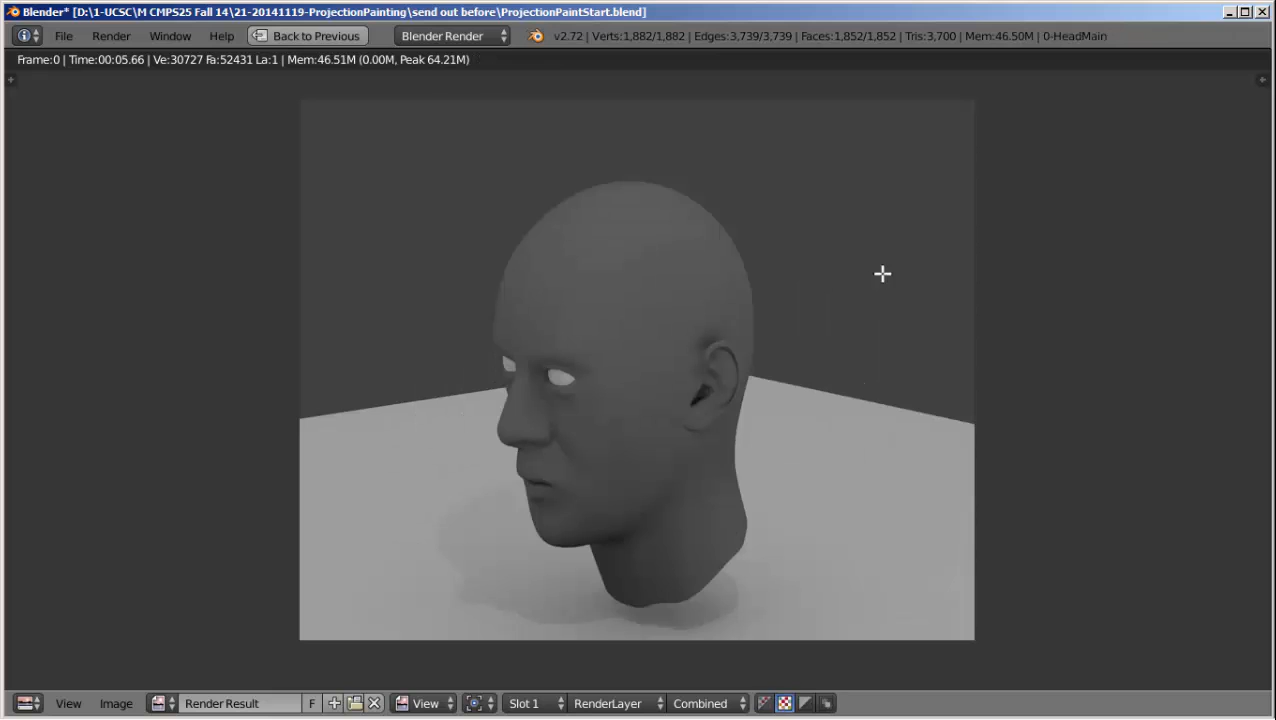 Blender* [D:\1-UCSC\M CMPS25 Fall 14\21-20141119-ProjectionPainting\send out before\ProjectionPaintStart.blend]
File Render Window Help Back to Previous Blender Render v2.72 | Verts:1,882/1,882 | Edges:3,739/3,739 | Faces:1,852/1,852 | Tris:3,700 | Mem:46.50M | 0-HeadMain
Frame:0 | Time:00:05.66 | Ve:30727 Fa:52431 La:1 | Mem:46.51M (0.00M, Peak 64.21M)
View Image Render Result F View Slot 1 RenderLayer Combined